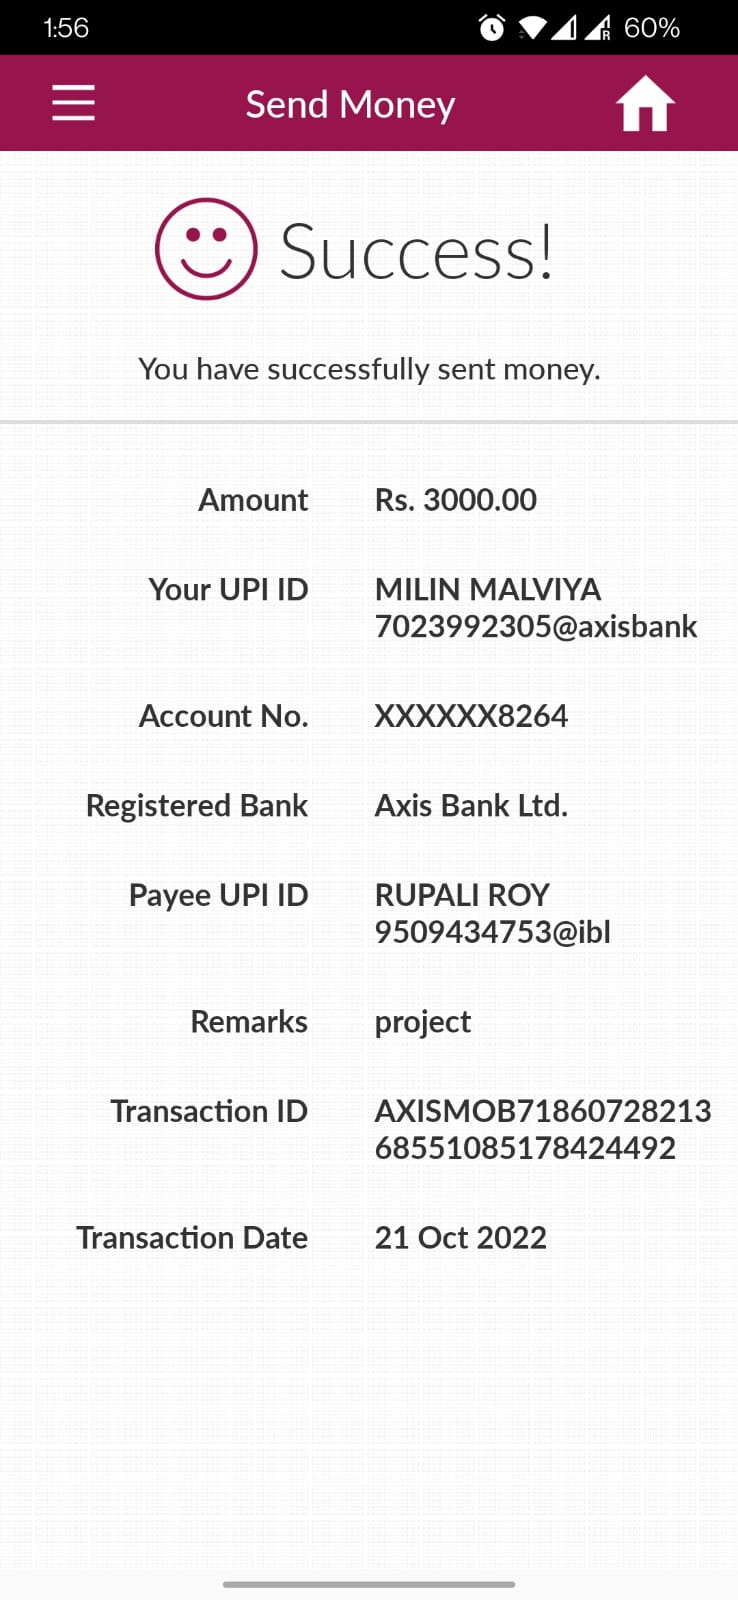 1:56
R 60%
Send Money
Success!
You have successfully sent money.
Amount Rs. 3000.00
Your UPI ID MILIN MALVIYA
7023992305@axisbank
Account No. XXXXXX8264
Registered Bank Axis Bank Ltd.
Payee UPI ID RUPALI ROY
9509434753@ibl
Remarks project
Transaction ID AXISMOB71860728213
68551085178424492
Transaction Date 21 Oct 2022